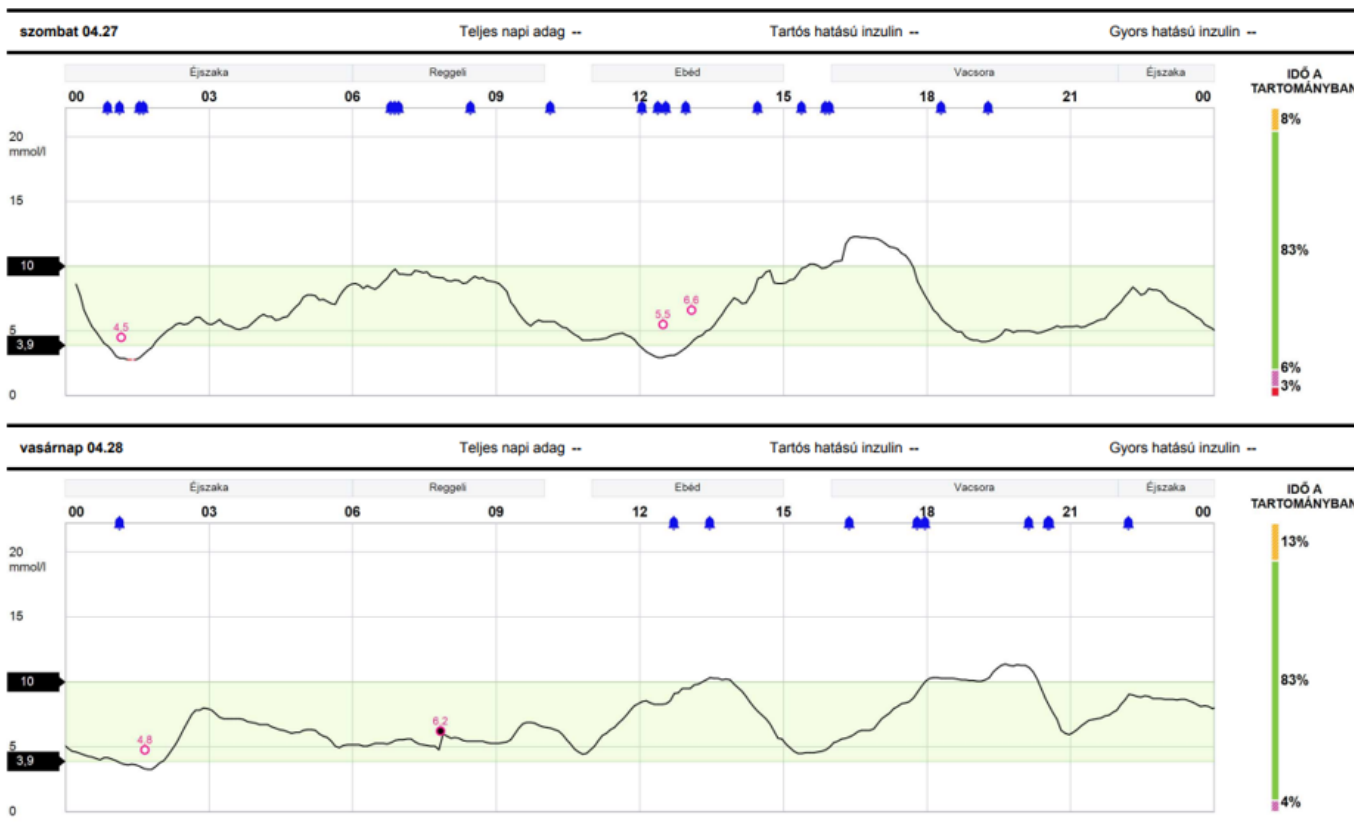 szombat 04.27 Teljes napi adag -- Tartós hatású inzulin -- Gyors hatású inzulin --
Éjszaka Reggeli Ebéd Vacsora Éjszaka IDŐ A
TARTOMÁNYBAN
00 03 06 09 12 15 18 21 00
8%
20
mmol/l
15
10 83%
6,6
5,5
4,5
5
3,9
6%
3%
0
vasárnap 04.28 Teljes napi adag -- Tartós hatású inzulin -- Gyors hatású inzulin --
Éjszaka Reggeli Ebéd Vacsora Éjszaka IDŐ A
TARTOMÁNYBAN
00 03 06 09 12 15 18 21 00
13%
20
mmol/l
15
10 83%
6,2
4,8
5
3,9
4%
0